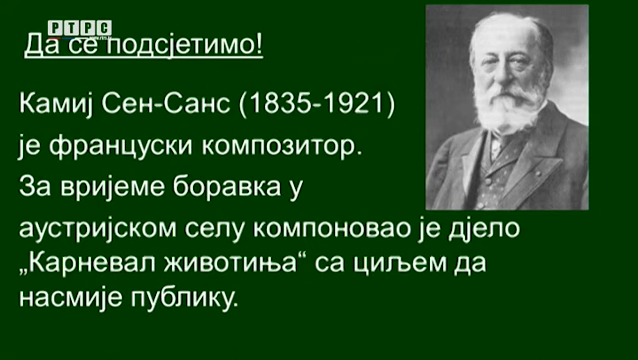 РТРС
Да се подсјетимо!
Камиј Сен-Санс (1835-1921)
је француски композитор.
За вријеме боравка у
аустријском селу компоновао је дјело
„Карневал животиња“ са циљем да
насмије публику.